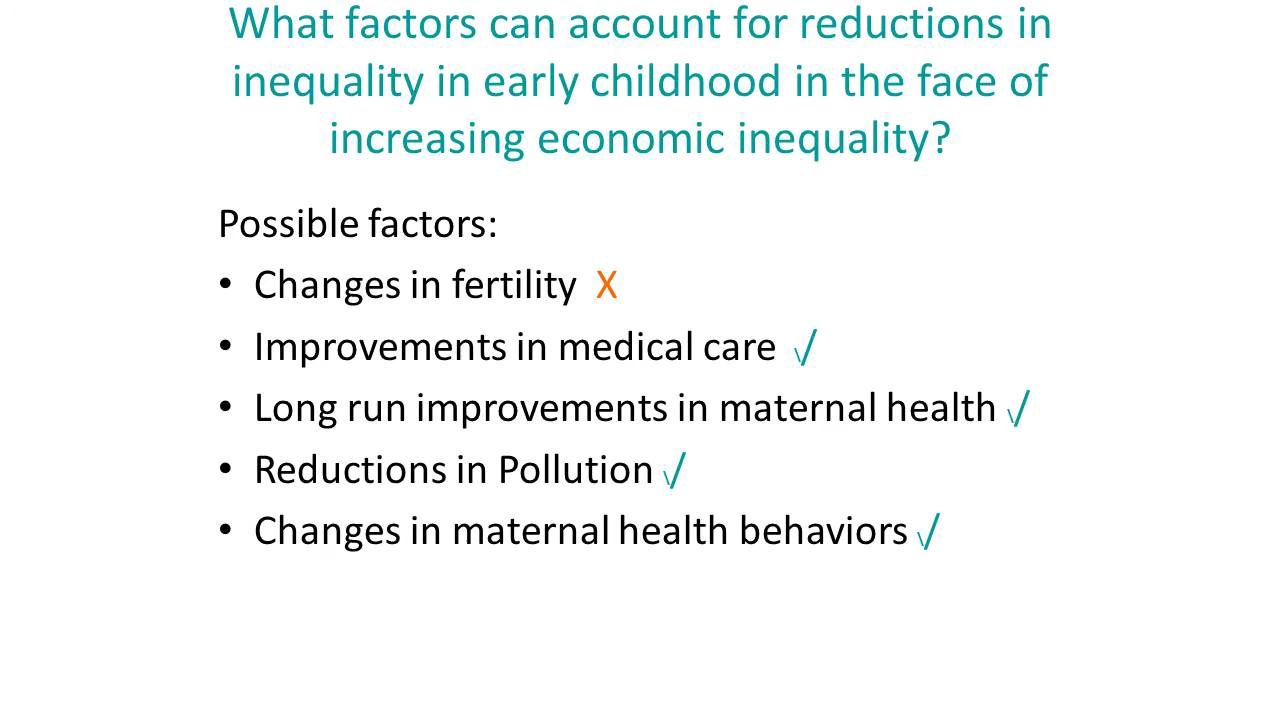 What factors can account for reductions in
inequality in early childhood in the face of
increasing economic inequality?
Possible factors:
• Changes in fertility X
• Improvements in medical care √
• Long run improvements in maternal health √
• Reductions in Pollution √
• Changes in maternal health behaviors √